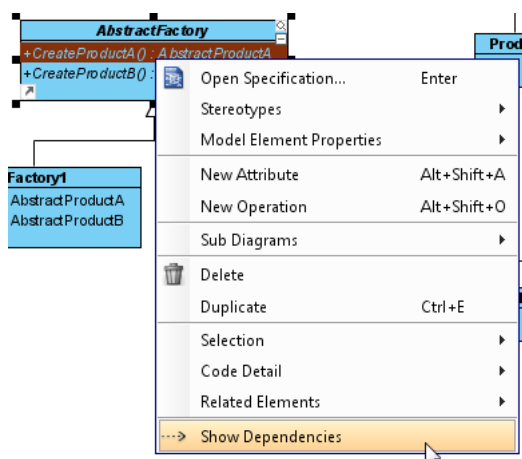 AbstractFactory
+CreateProductA() : AbstractProductA
+CreateProductB() :
Prod
Factory1
AbstractProductA
AbstractProductB
Open Specification... Enter
Stereotypes
Model Element Properties
New Attribute Alt+Shift+A
New Operation Alt+Shift+O
Sub Diagrams
Delete
Duplicate Ctrl+E
Selection
Code Detail
Related Elements
Show Dependencies